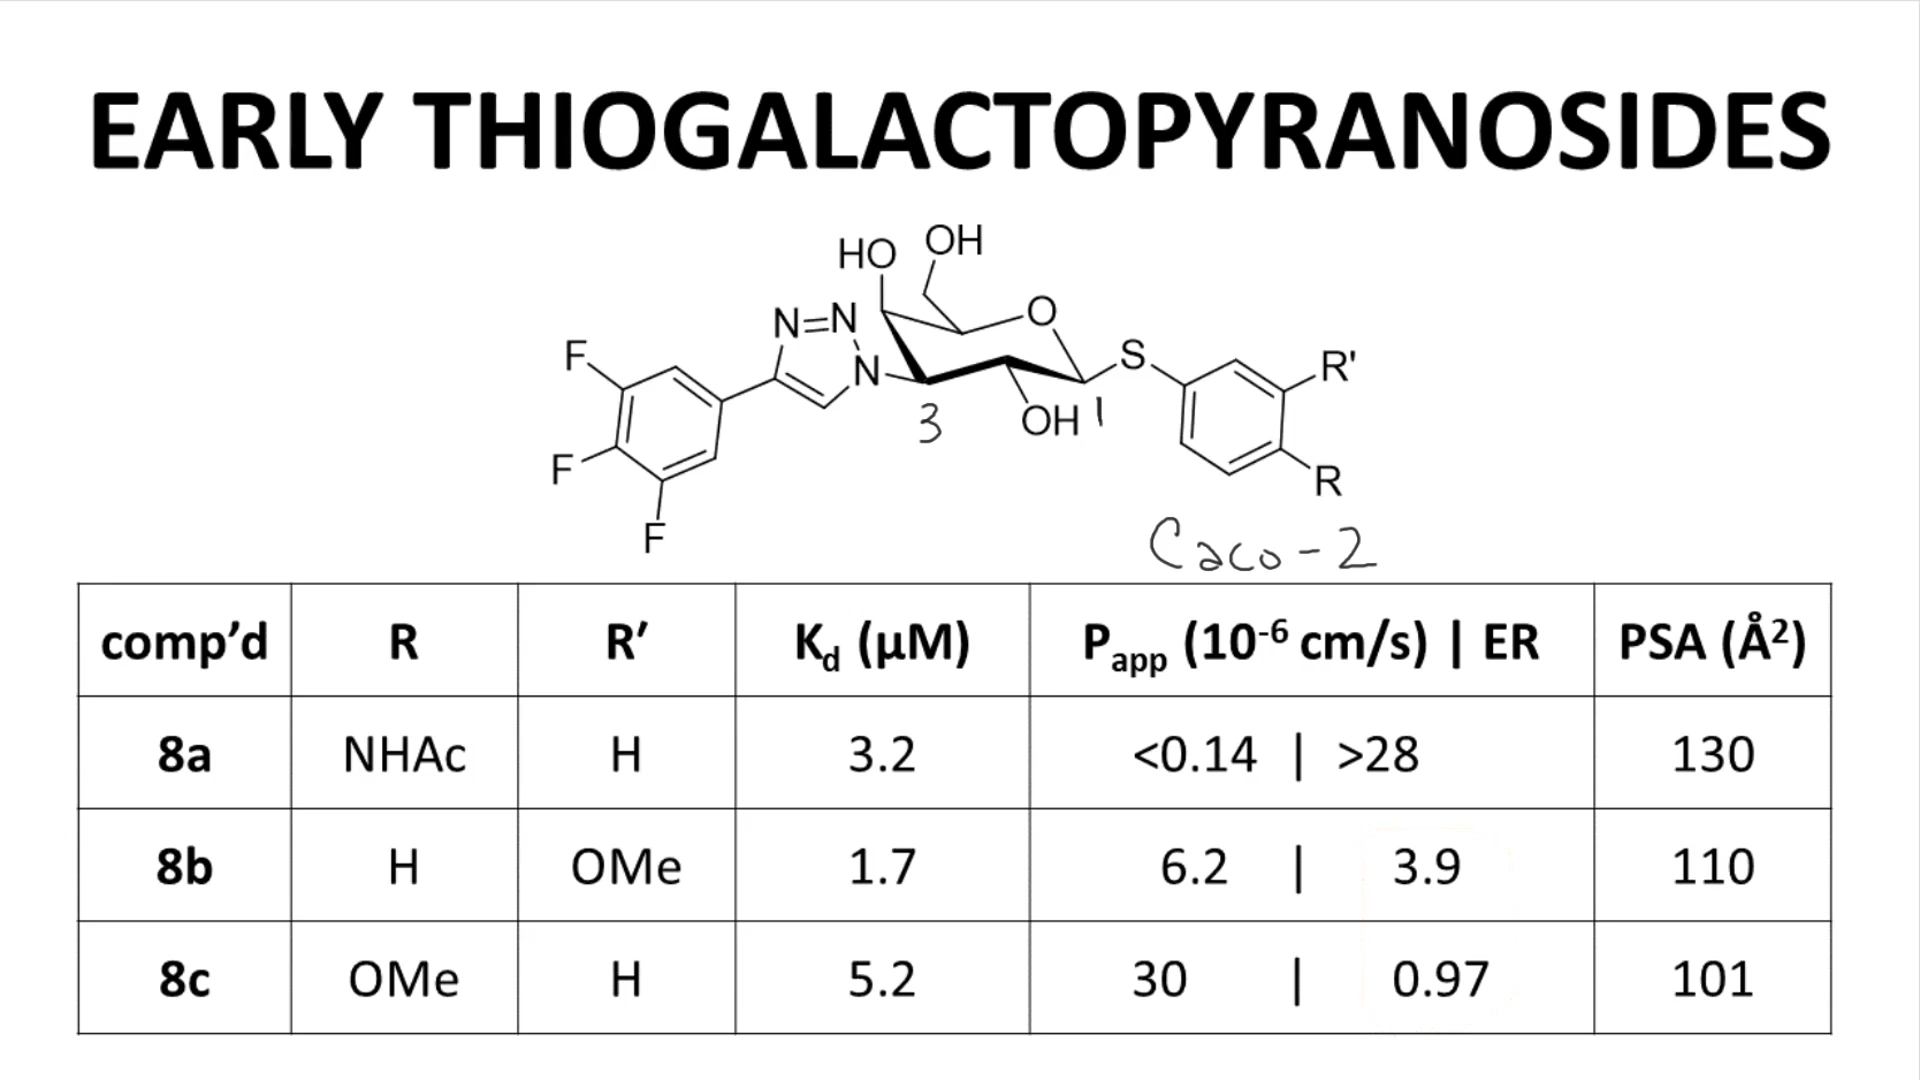 EARLY THIOGALACTOPYRANOSIDES
HO OH
N=N O
F N S R'
3 OH 1
F R
F
Caco-2
comp'd R R′ Kd (μM) Papp (10-6 cm/s) | ER PSA (Å2)
8a NHAc H 3.2 <0.14 | >28 130
8b H OMe 1.7 6.2 | 3.9 110
8c OMe H 5.2 30 | 0.97 101